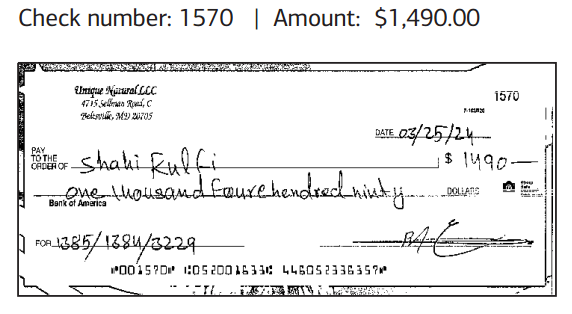 Check number: 1570 | Amount: $1,490.00
Unique Natural LLC
4715 Sellman Road, C
Beltsville, MD 20705
1570
DATE 03/25/24
PAY TO THE ORDER OF Shahi Kulfi $ 1490—
one thousand Fourehendred ninty DOLLARS
Bank of America
FOR 1385/1384/3229
⑈001570⑈ ⑆052001633⑆ 446052336357⑈